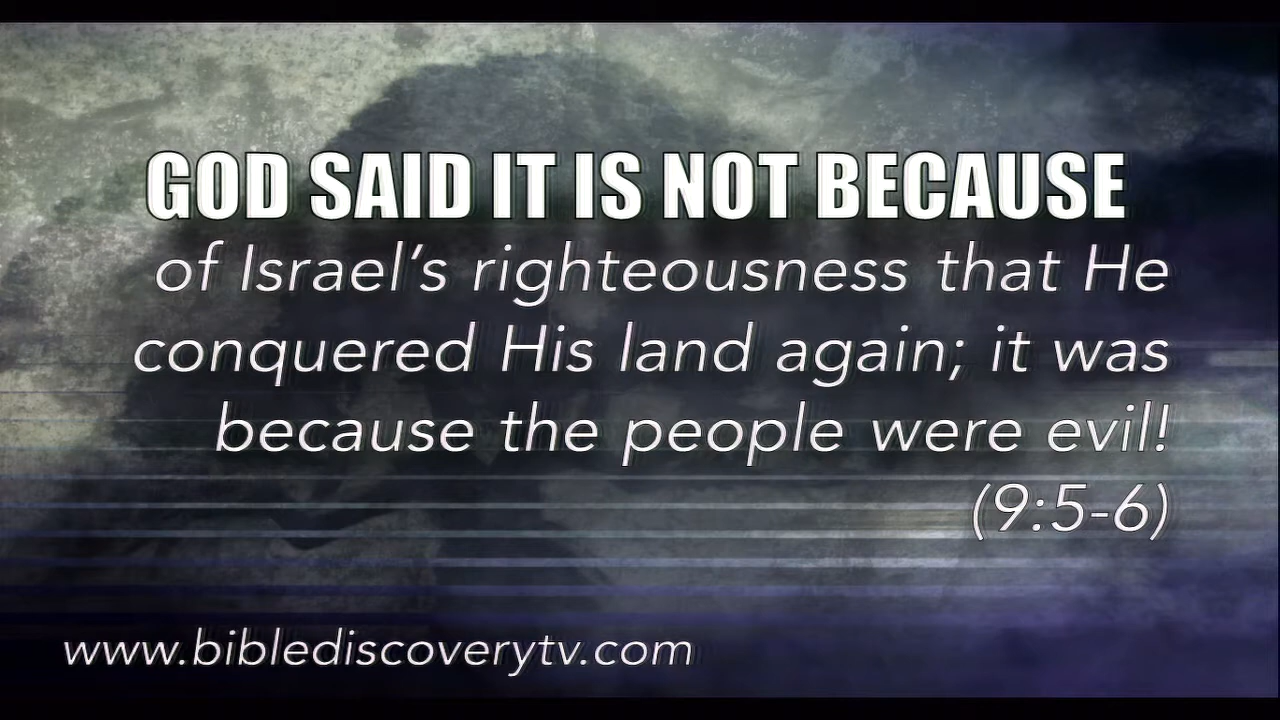 GOD SAID IT IS NOT BECAUSE
of Israel’s righteousness that He
conquered His land again; it was
because the people were evil!
(9:5-6)
www.biblediscoverytv.com